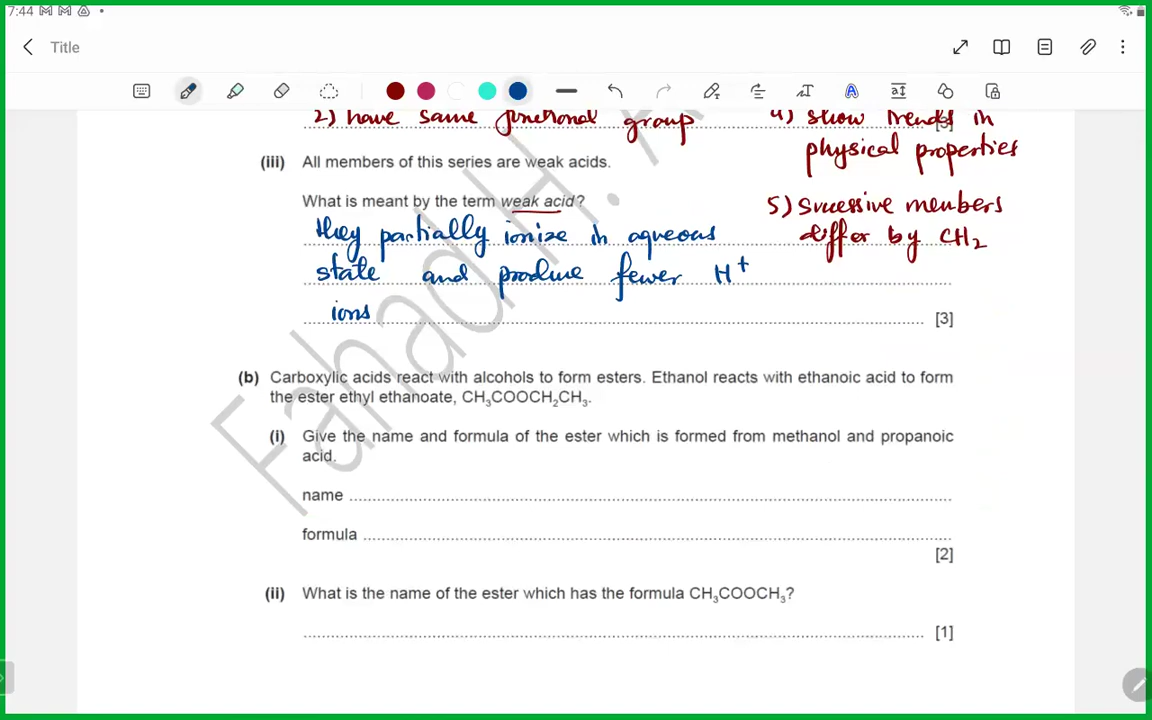 7:44
Title
2) have same functional group
4) show trends in
[3]
physical properties
(iii) All members of this series are weak acids.
What is meant by the term weak acid?
5) Successive members
differ by CH2
they partially ionize in aqueous
state and produce fewer H+
ions
[3]
(b) Carboxylic acids react with alcohols to form esters. Ethanol reacts with ethanoic acid to form
the ester ethyl ethanoate, CH3COOCH2CH3.
(i) Give the name and formula of the ester which is formed from methanol and propanoic
acid.
name
formula
[2]
(ii) What is the name of the ester which has the formula CH3COOCH3?
[1]
Fahad H. A